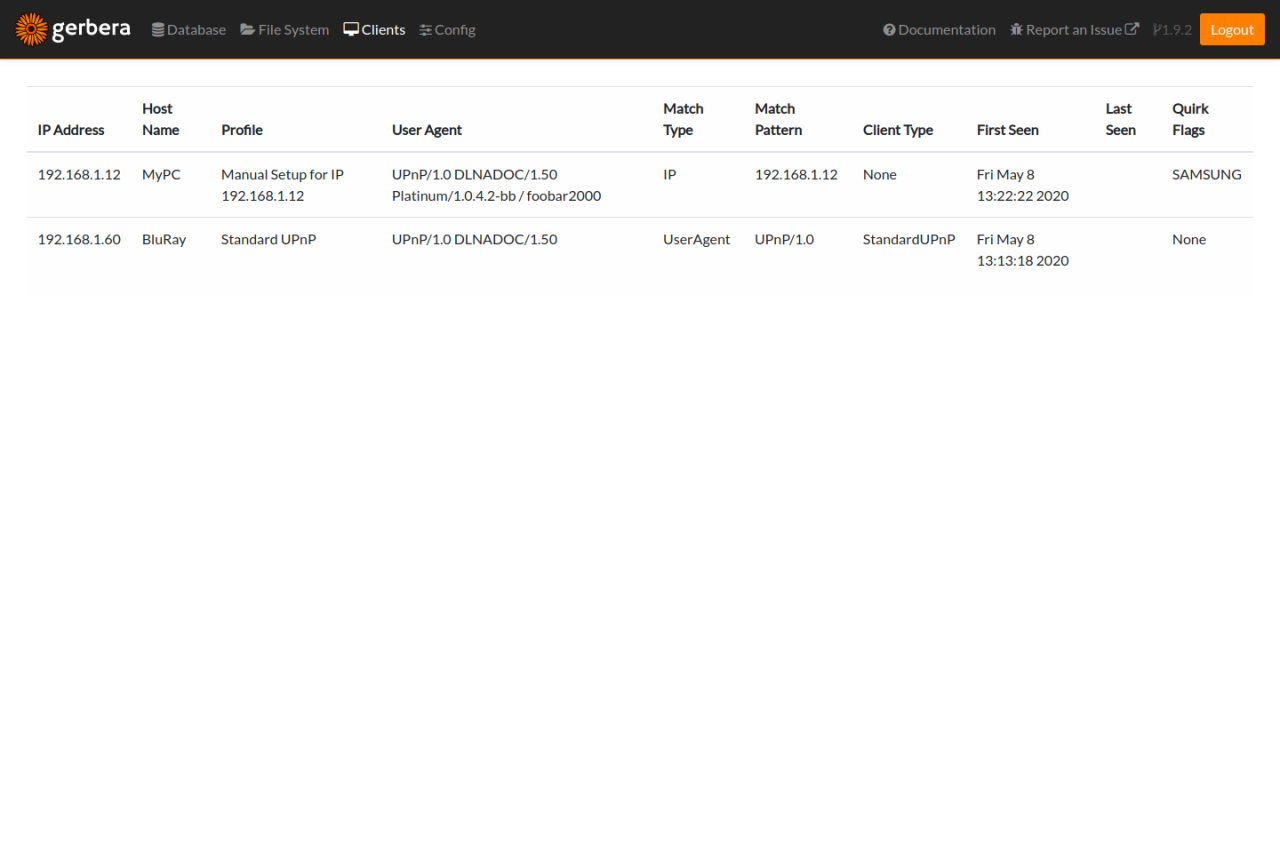 gerbera Database File System Clients Config Documentation Report an Issue 1.9.2 Logout
IP Address Host Name Profile User Agent Match Type Match Pattern Client Type First Seen Last Seen Quirk Flags
192.168.1.12 MyPC Manual Setup for IP 192.168.1.12 UPnP/1.0 DLNADOC/1.50 Platinum/1.0.4.2-bb / foobar2000 IP 192.168.1.12 None Fri May 8 13:22:22 2020 SAMSUNG
192.168.1.60 BluRay Standard UPnP UPnP/1.0 DLNADOC/1.50 UserAgent UPnP/1.0 StandardUPnP Fri May 8 13:13:18 2020 None